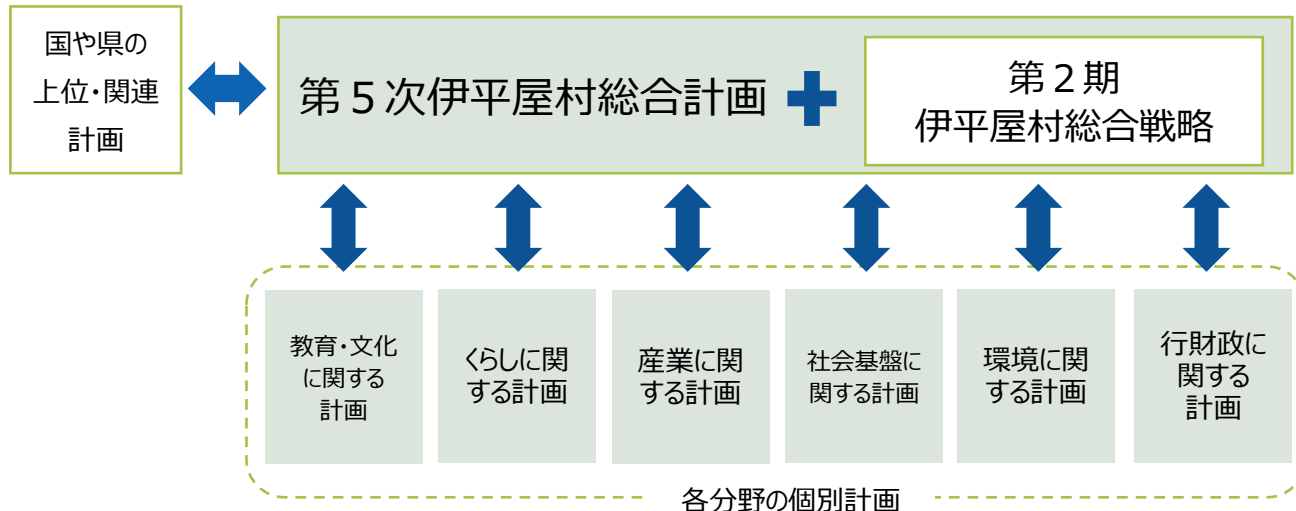 国や県の
上位・関連
計画
第５次伊平屋村総合計画
第２期
伊平屋村総合戦略
教育・文化
に関する
計画
くらしに関
する計画
産業に関
する計画
社会基盤に
関する計画
環境に関
する計画
行財政に
関する
計画
各分野の個別計画